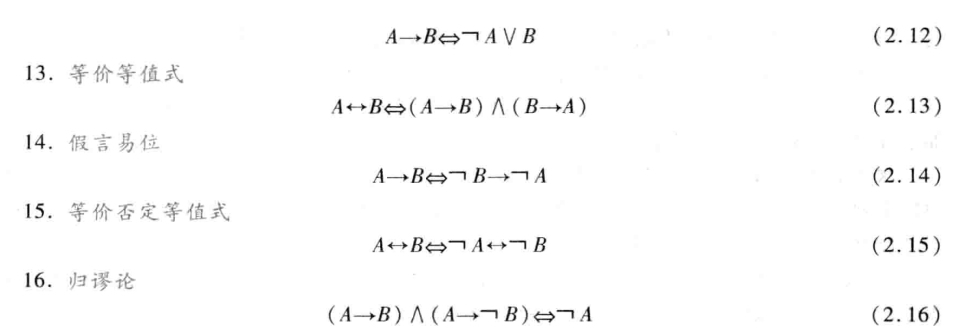 A→B⇔¬A∨B (2.12)
13. 等价等值式
A↔B⇔(A→B)∧(B→A) (2.13)
14. 假言易位
A→B⇔¬B→¬A (2.14)
15. 等价否定等值式
A↔B⇔¬A↔¬B (2.15)
16. 归谬论
(A→B)∧(A→¬B)⇔¬A (2.16)